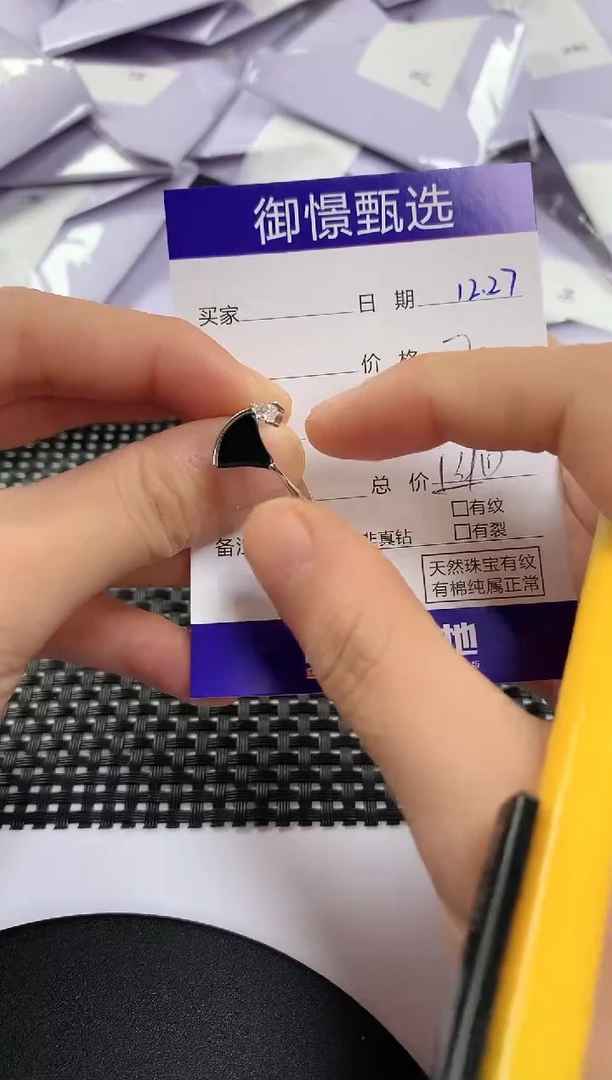 御憬甄选
买家 日 期 12.27
价 格
总 价
□有纹
备注 非真钻 □有裂
天然珠宝有纹
有棉纯属正常
地